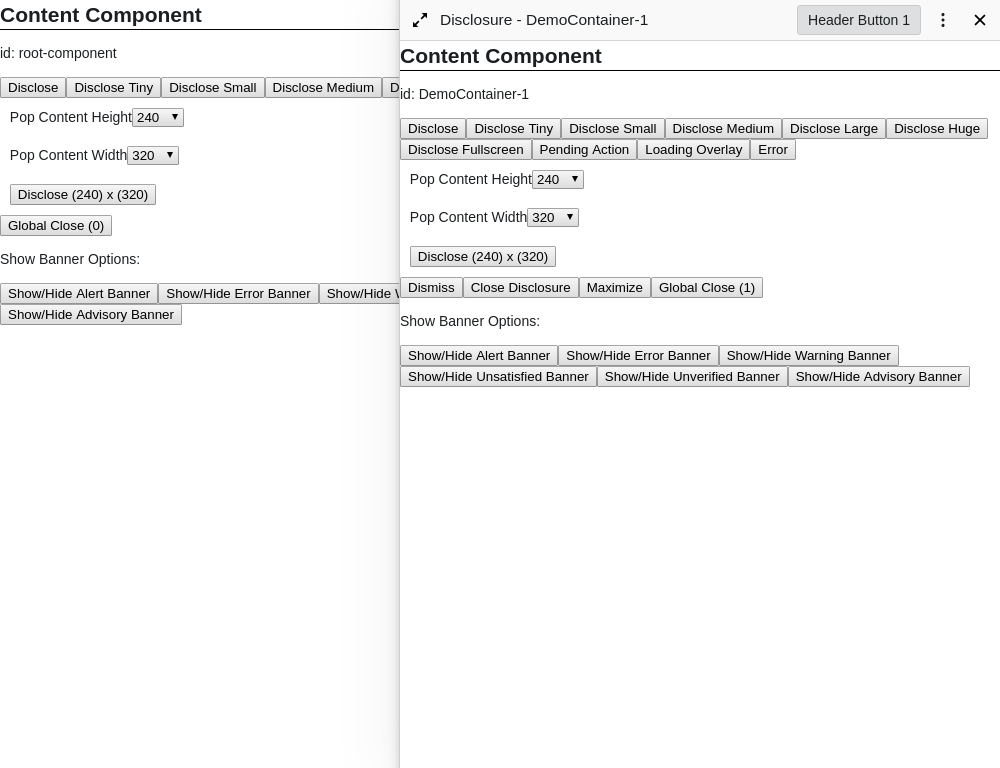 Content Component
id: root-component
Disclose Disclose Tiny Disclose Small Disclose Medium D
Pop Content Height 240
Pop Content Width 320
Disclose (240) x (320)
Global Close (0)
Show Banner Options:
Show/Hide Alert Banner Show/Hide Error Banner Show/Hide
Show/Hide Advisory Banner
Disclosure - DemoContainer-1 Header Button 1
Content Component
id: DemoContainer-1
Disclose Disclose Tiny Disclose Small Disclose Medium Disclose Large Disclose Huge
Disclose Fullscreen Pending Action Loading Overlay Error
Pop Content Height 240
Pop Content Width 320
Disclose (240) x (320)
Dismiss Close Disclosure Maximize Global Close (1)
Show Banner Options:
Show/Hide Alert Banner Show/Hide Error Banner Show/Hide Warning Banner
Show/Hide Unsatisfied Banner Show/Hide Unverified Banner Show/Hide Advisory Banner